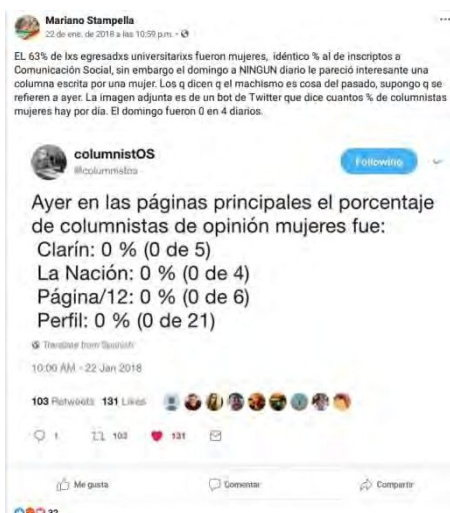 Mariano Stampella
22 de ene. de 2018 a las 10:59 p.m. •
EL 63% de lxs egresadxs universitarixs fueron mujeres, idéntico % al de inscriptos a
Comunicación Social, sin embargo el domingo a NINGUN diario le pareció interesante una
columna escrita por una mujer. Los q dicen q el machismo es cosa del pasado, supongo q se
refieren a ayer. La imagen adjunta es de un bot de Twitter que dice cuantos % de columnistas
mujeres hay por día. El domingo fueron 0 en 4 diarios.
columnistOS
@columnistos
Following
Ayer en las páginas principales el porcentaje
de columnistas de opinión mujeres fue:
Clarín: 0 % (0 de 5)
La Nación: 0 % (0 de 4)
Página/12: 0 % (0 de 6)
Perfil: 0 % (0 de 21)
Translate from Spanish
10:00 AM - 22 Jan 2018
103 Retweets 131 Likes
1 103 131
Me gusta Comentar Compartir
32